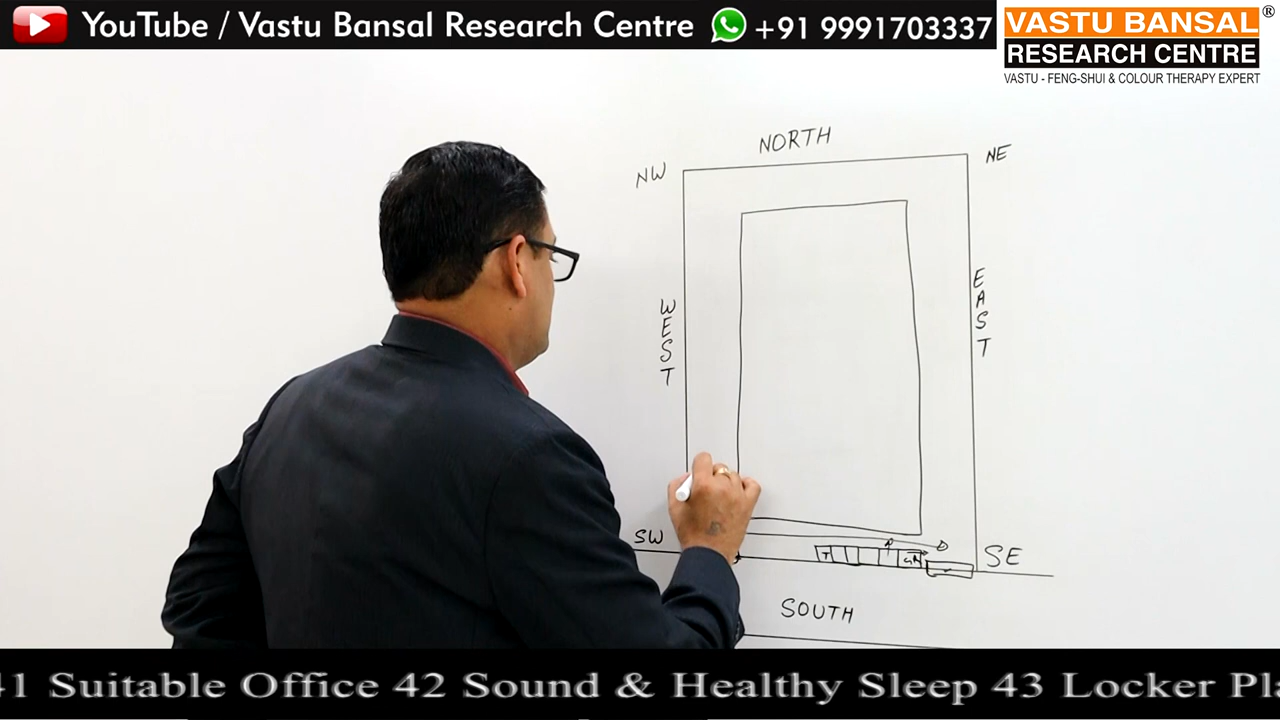 YouTube / Vastu Bansal Research Centre +91 9991703337
VASTU BANSAL®
RESEARCH CENTRE
VASTU - FENG-SHUI & COLOUR THERAPY EXPERT
NORTH
NW
NE
WEST
EAST
SW
SE
T
SOUTH
41 Suitable Office 42 Sound & Healthy Sleep 43 Locker Pla